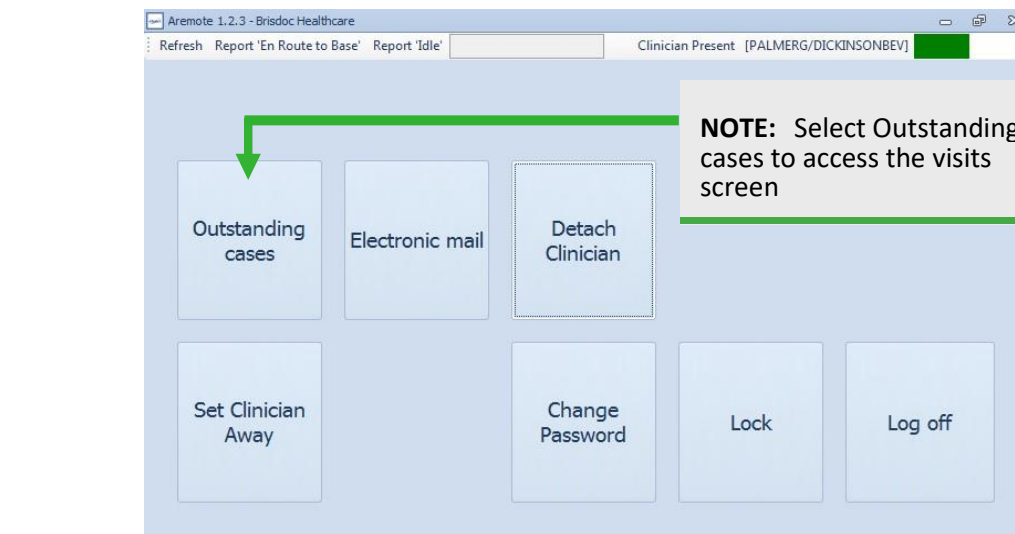 Aremote 1.2.3 - Brisdoc Healthcare
Refresh Report 'En Route to Base' Report 'Idle' Clinician Present [PALMERG/DICKINSONBEV]
NOTE: Select Outstanding
cases to access the visits
screen
Outstanding
cases
Electronic mail
Detach
Clinician
Set Clinician
Away
Change
Password
Lock
Log off